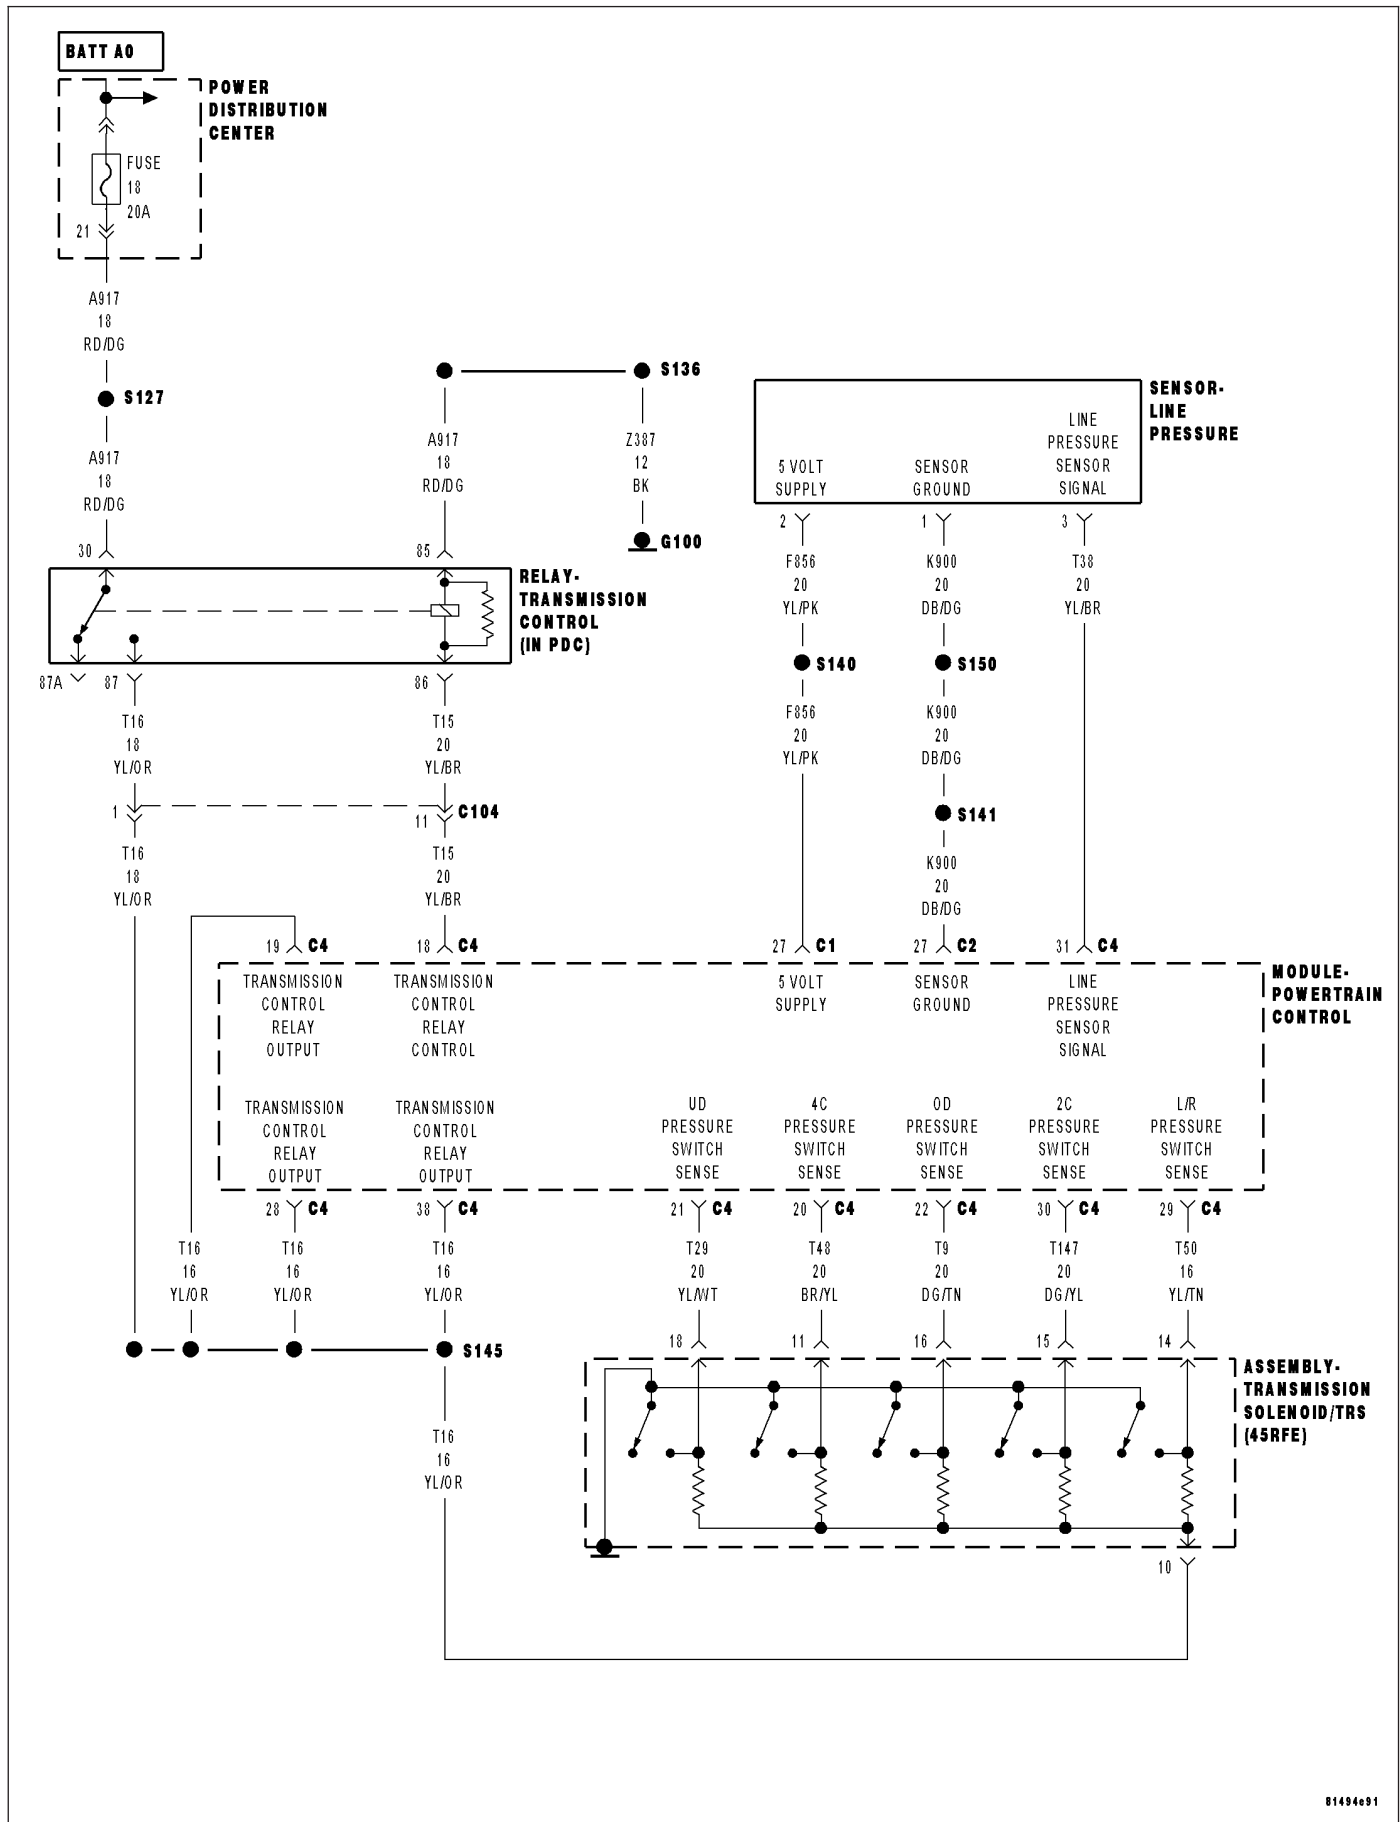 BATT A0
POWER
DISTRIBUTION
CENTER
FUSE
18
20A
21
A917
18
RD/DG
S127
A917
18
RD/DG
30
A917
18
RD/DG
85
S136
Z387
12
BK
G100
RELAY-
TRANSMISSION
CONTROL
(IN PDC)
87A
87
86
T16
18
YL/OR
T15
20
YL/BR
1
11
C104
T16
18
YL/OR
T15
20
YL/BR
SENSOR-
LINE
PRESSURE
5 VOLT
SUPPLY
SENSOR
GROUND
LINE
PRESSURE
SENSOR
SIGNAL
2
1
3
F856
20
YL/PK
K900
20
DB/DG
T38
20
YL/BR
S140
S150
F856
20
YL/PK
K900
20
DB/DG
S141
K900
20
DB/DG
19 C4
18 C4
27 C1
27 C2
31 C4
MODULE-
POWERTRAIN
CONTROL
TRANSMISSION
CONTROL
RELAY
OUTPUT
TRANSMISSION
CONTROL
RELAY
CONTROL
5 VOLT
SUPPLY
SENSOR
GROUND
LINE
PRESSURE
SENSOR
SIGNAL
TRANSMISSION
CONTROL
RELAY
OUTPUT
TRANSMISSION
CONTROL
RELAY
OUTPUT
UD
PRESSURE
SWITCH
SENSE
4C
PRESSURE
SWITCH
SENSE
OD
PRESSURE
SWITCH
SENSE
2C
PRESSURE
SWITCH
SENSE
L/R
PRESSURE
SWITCH
SENSE
28 C4
38 C4
21 C4
20 C4
22 C4
30 C4
29 C4
T16
16
YL/OR
T16
16
YL/OR
T16
16
YL/OR
T29
20
YL/WT
T48
20
BR/YL
T9
20
DG/TN
T147
20
DG/YL
T50
16
YL/TN
S145
18
11
16
15
14
ASSEMBLY-
TRANSMISSION
SOLENOID/TRS
(45RFE)
T16
16
YL/OR
10
81494e91